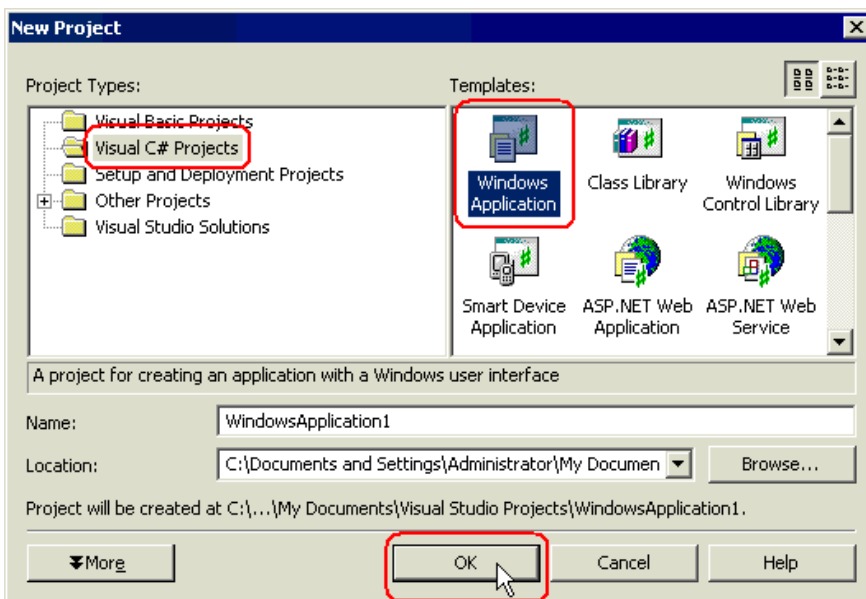 New Project
Project Types:
Templates:
Visual Basic Projects
Visual C# Projects
Setup and Deployment Projects
Other Projects
Visual Studio Solutions
Windows
Application
Class Library
Windows
Control Library
Smart Device
Application
ASP.NET Web
Application
ASP.NET Web
Service
A project for creating an application with a Windows user interface
Name:
WindowsApplication1
Location:
C:\Documents and Settings\Administrator\My Documen
Browse...
Project will be created at C:\...\My Documents\Visual Studio Projects\WindowsApplication1.
More
OK
Cancel
Help